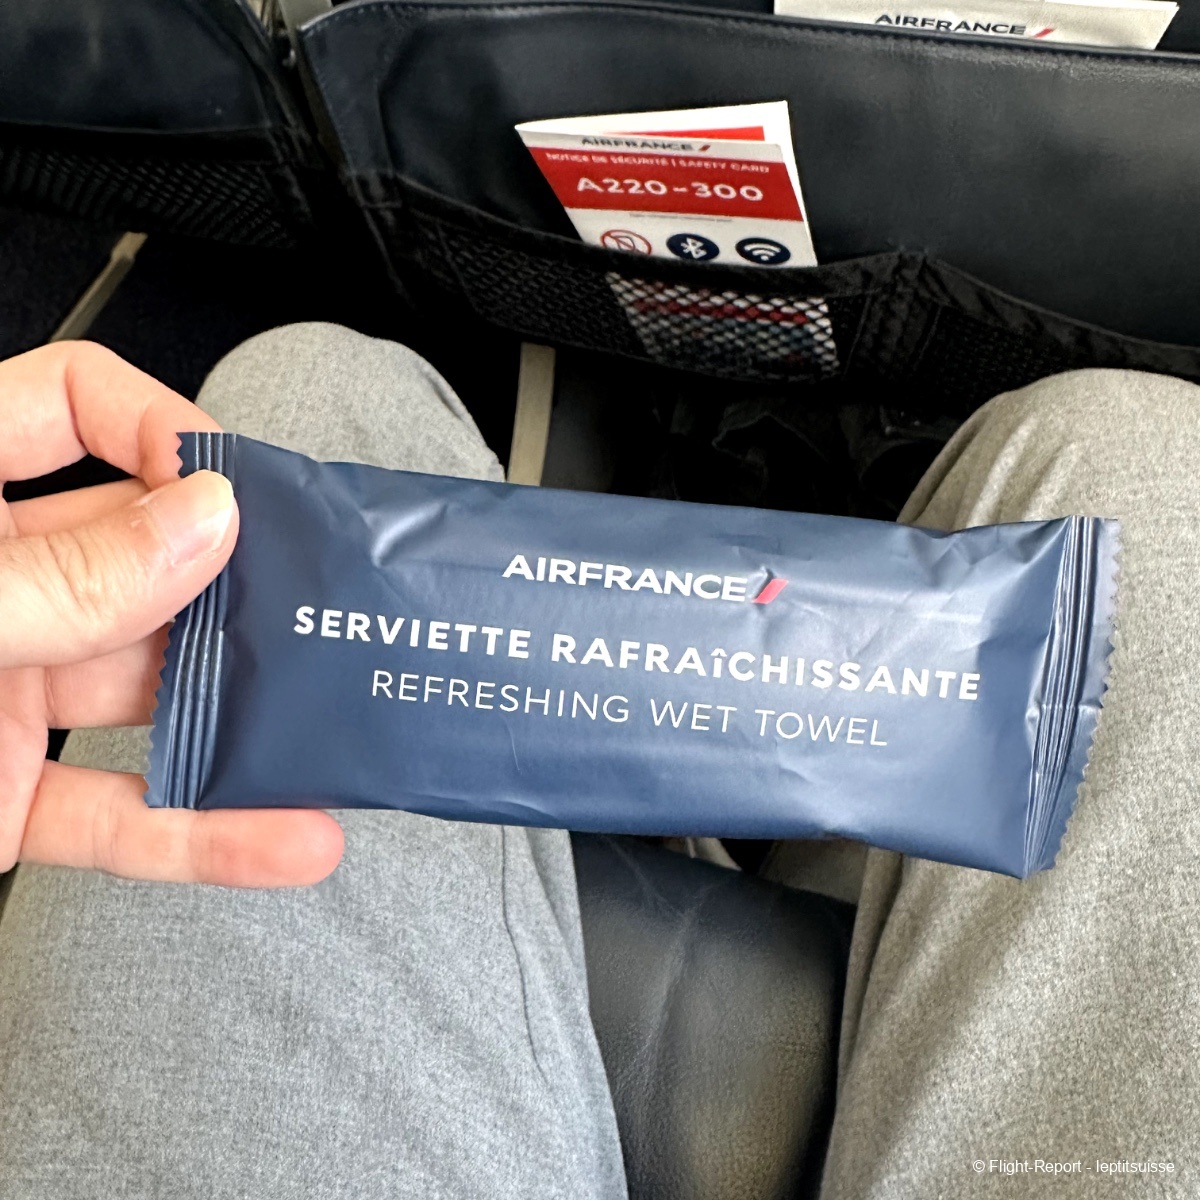 AIRFRANCE
AIRFRANCE
NOTICE DE SÉCURITÉ | SAFETY CARD
A220-300
AIRFRANCE
SERVIETTE RAFRAîCHISSANTE
REFRESHING WET TOWEL
© Flight-Report - leptitsuisse